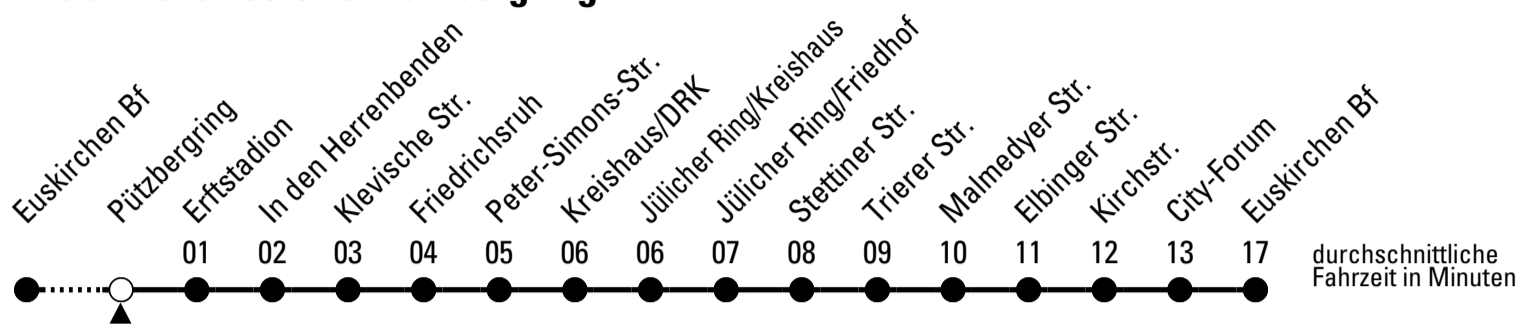 Euskirchen Bf
Pützbergring
Erftstadion
In den Herrenbenden
Klevische Str.
Friedrichsruh
Peter-Simons-Str.
Kreishaus/DRK
Jülicher Ring/Kreishaus
Jülicher Ring/Friedhof
Stettiner Str.
Trierer Str.
Malmedyer Str.
Elbinger Str.
Kirchstr.
City-Forum
Euskirchen Bf
01 02 03 04 05 06 06 07 08 09 10 11 12 13 17
durchschnittliche
Fahrzeit in Minuten